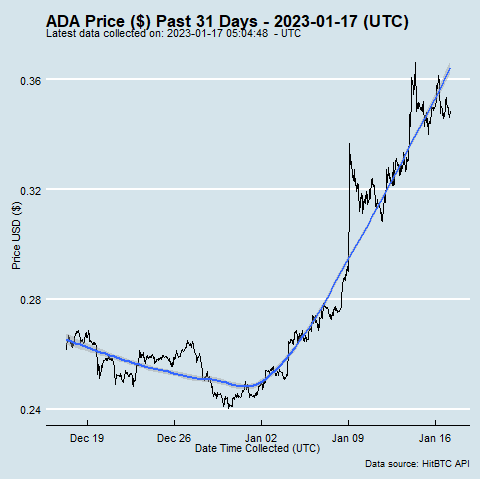 ADA Price ($) Past 31 Days - 2023-01-17 (UTC)
Latest data collected on: 2023-01-17 05:04:48 - UTC
Price USD ($)
0.36
0.32
0.28
0.24
Dec 19 Dec 26 Jan 02 Jan 09 Jan 16
Date Time Collected (UTC)
Data source: HitBTC API